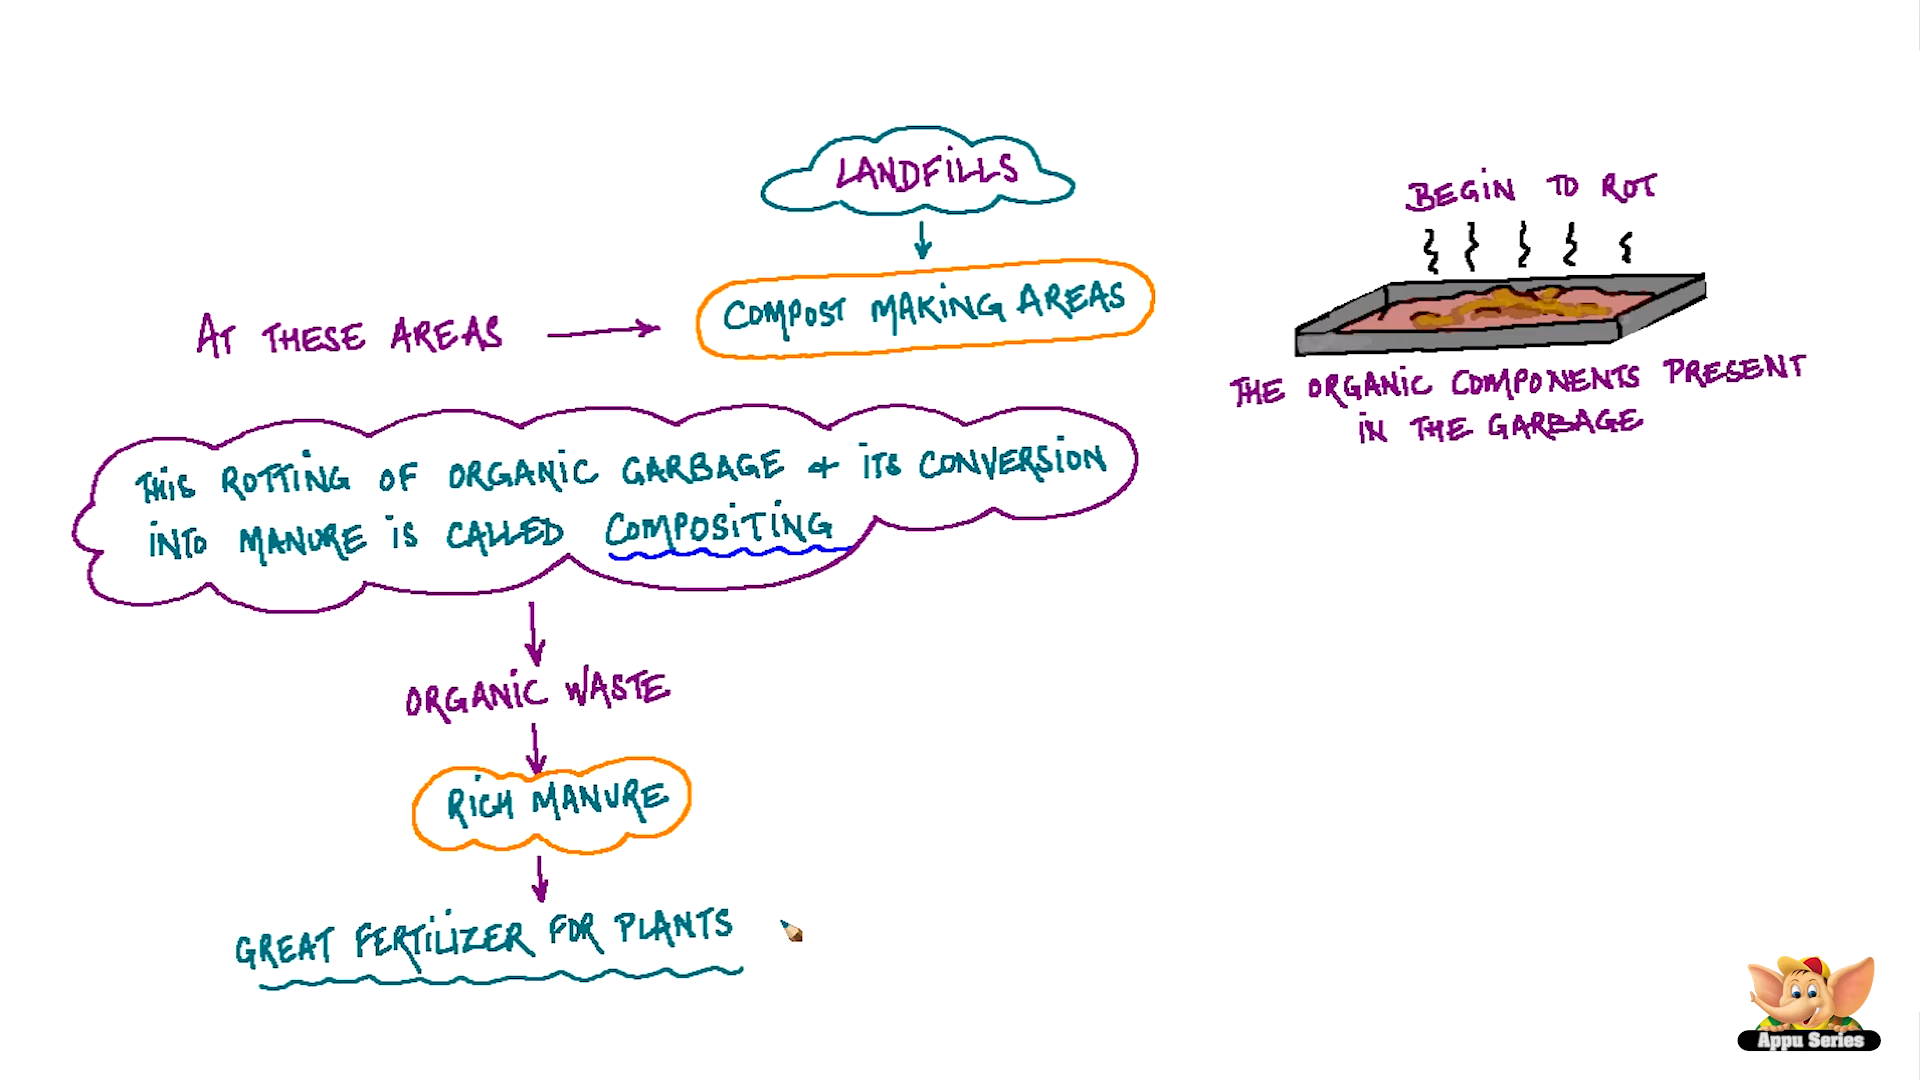 LANDFILLS
COMPOST MAKING AREAS
AT THESE AREAS
BEGIN TO ROT
THE ORGANIC COMPONENTS PRESENT
IN THE GARBAGE
THIS ROTTING OF ORGANIC GARBAGE & ITS CONVERSION
INTO MANURE IS CALLED COMPOSITING
ORGANIC WASTE
RICH MANURE
GREAT FERTILIZER FOR PLANTS
Appu Series